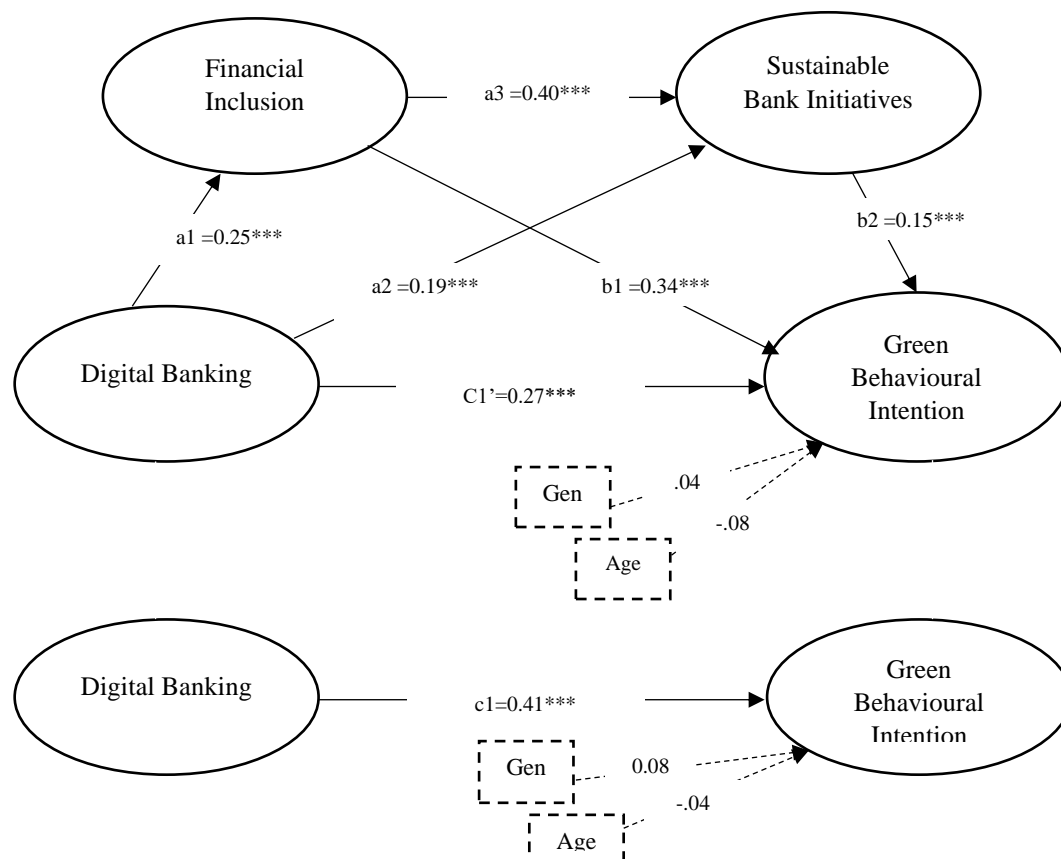 Financial
Inclusion
Sustainable
Bank Initiatives
a3 =0.40***
b2 =0.15***
a1 =0.25***
a2 =0.19***
b1 =0.34***
Digital Banking
Green
Behavioural
Intention
C1’=0.27***
Gen
.04
-.08
Age
Digital Banking
Green
Behavioural
Intention
c1=0.41***
Gen
0.08
-.04
Age